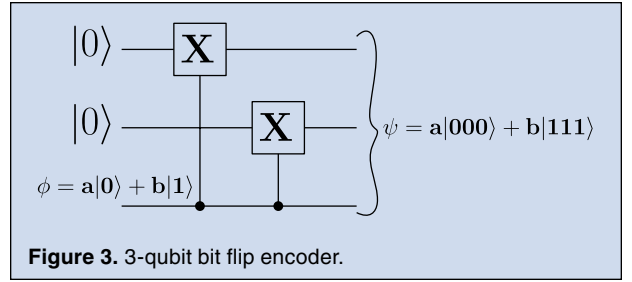 |0⟩
X
|0⟩
X
ψ = a|000⟩ + b|111⟩
ϕ = a|0⟩ + b|1⟩
Figure 3. 3-qubit bit flip encoder.